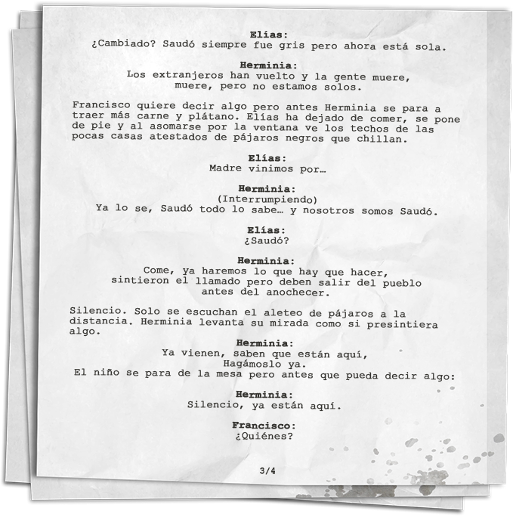 Elías:
¿Cambiado? Saudó siempre fue gris pero ahora está sola.
Herminia:
Los extranjeros han vuelto y la gente muere,
muere, pero no estamos solos.
Francisco quiere decir algo pero antes Herminia se para a
traer más carne y plátano. Elías ha dejado de comer, se pone
de pie y al asomarse por la ventana ve los techos de las
pocas casas atestados de pájaros negros que chillan.
Elías:
Madre vinimos por…
Herminia:
(Interrumpiendo)
Ya lo se, Saudó todo lo sabe… y nosotros somos Saudó.
Elías:
¿Saudó?
Herminia:
Come, ya haremos lo que hay que hacer,
sintieron el llamado pero deben salir del pueblo
antes del anochecer.
Silencio. Solo se escuchan el aleteo de pájaros a la
distancia. Herminia levanta su mirada como si presintiera
algo.
Herminia:
Ya vienen, saben que están aquí,
Hagámoslo ya.
El niño se para de la mesa pero antes que pueda decir algo:
Herminia:
Silencio, ya están aquí.
Francisco:
¿Quiénes?
3/4